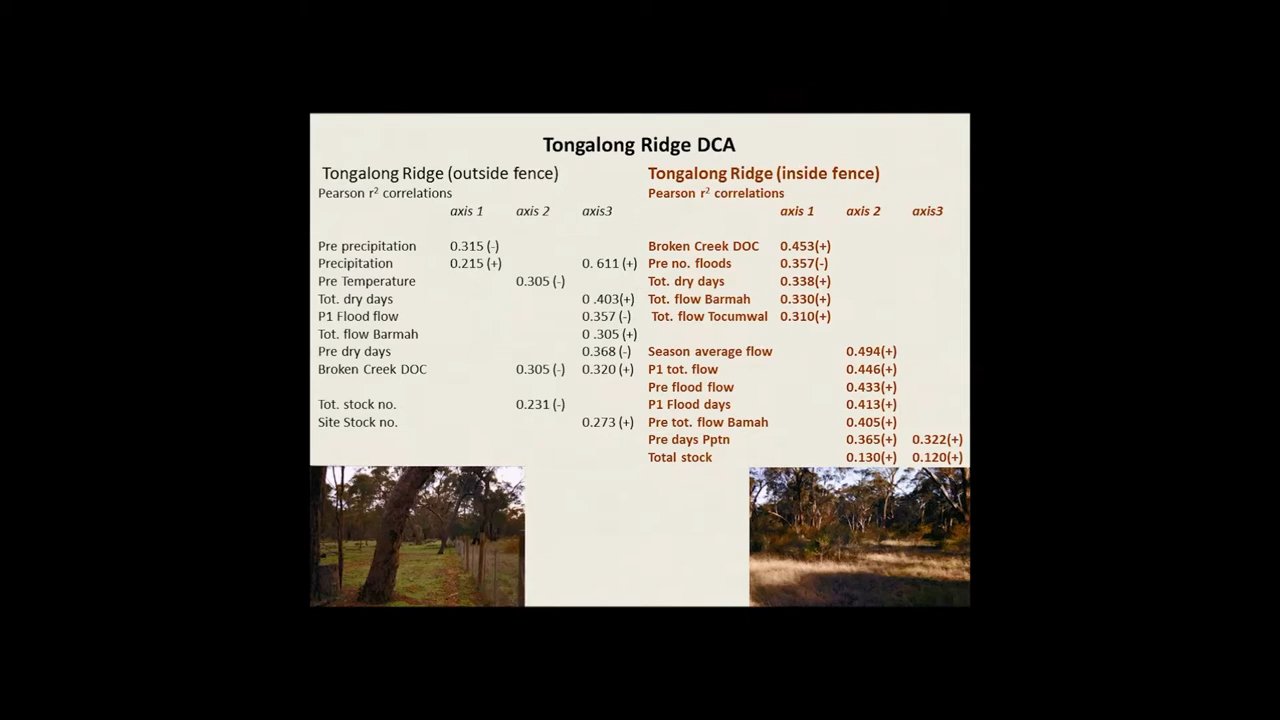 Tongalong Ridge DCA
Tongalong Ridge (outside fence)
Pearson r² correlations
axis 1 axis 2 axis3
Pre precipitation 0.315 (-)
Precipitation 0.215 (+) 0. 611 (+)
Pre Temperature 0.305 (-)
Tot. dry days 0 .403(+)
P1 Flood flow 0.357 (-)
Tot. flow Barmah 0 .305 (+)
Pre dry days 0.368 (-)
Broken Creek DOC 0.305 (-) 0.320 (+)
Tot. stock no. 0.231 (-)
Site Stock no. 0.273 (+)
Tongalong Ridge (inside fence)
Pearson r² correlations
axis 1 axis 2 axis3
Broken Creek DOC 0.453(+)
Pre no. floods 0.357(-)
Tot. dry days 0.338(+)
Tot. flow Barmah 0.330(+)
Tot. flow Tocumwal 0.310(+)
Season average flow 0.494(+)
P1 tot. flow 0.446(+)
Pre flood flow 0.433(+)
P1 Flood days 0.413(+)
Pre tot. flow Bamah 0.405(+)
Pre days Pptn 0.365(+) 0.322(+)
Total stock 0.130(+) 0.120(+)